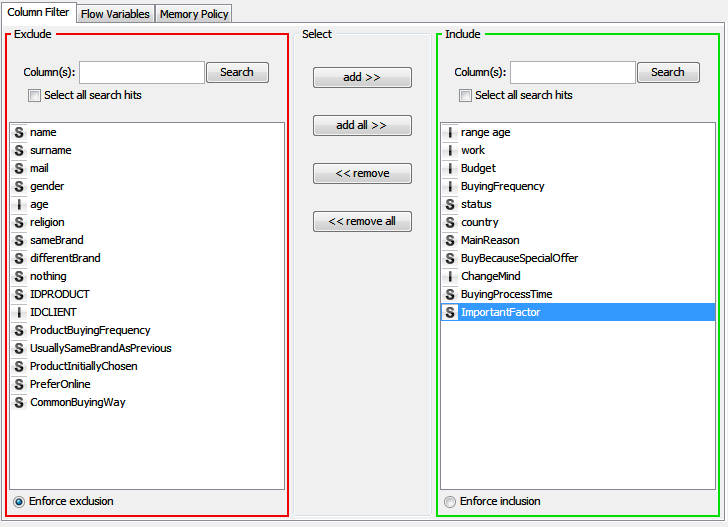 Column Filter Flow Variables Memory Policy
Exclude
Column(s): Search
Select all search hits
S name
S surname
S mail
S gender
I age
S religion
S sameBrand
S differentBrand
S nothing
S IDPRODUCT
I IDCLIENT
S ProductBuyingFrequency
S UsuallySameBrandAsPrevious
S ProductInitiallyChosen
S PreferOnline
S CommonBuyingWay
Enforce exclusion
Select
add >>
add all >>
<< remove
<< remove all
Include
Column(s): Search
Select all search hits
I range age
I work
I Budget
I BuyingFrequency
S status
S country
S MainReason
S BuyBecauseSpecialOffer
I ChangeMind
S BuyingProcessTime
S ImportantFactor
Enforce inclusion